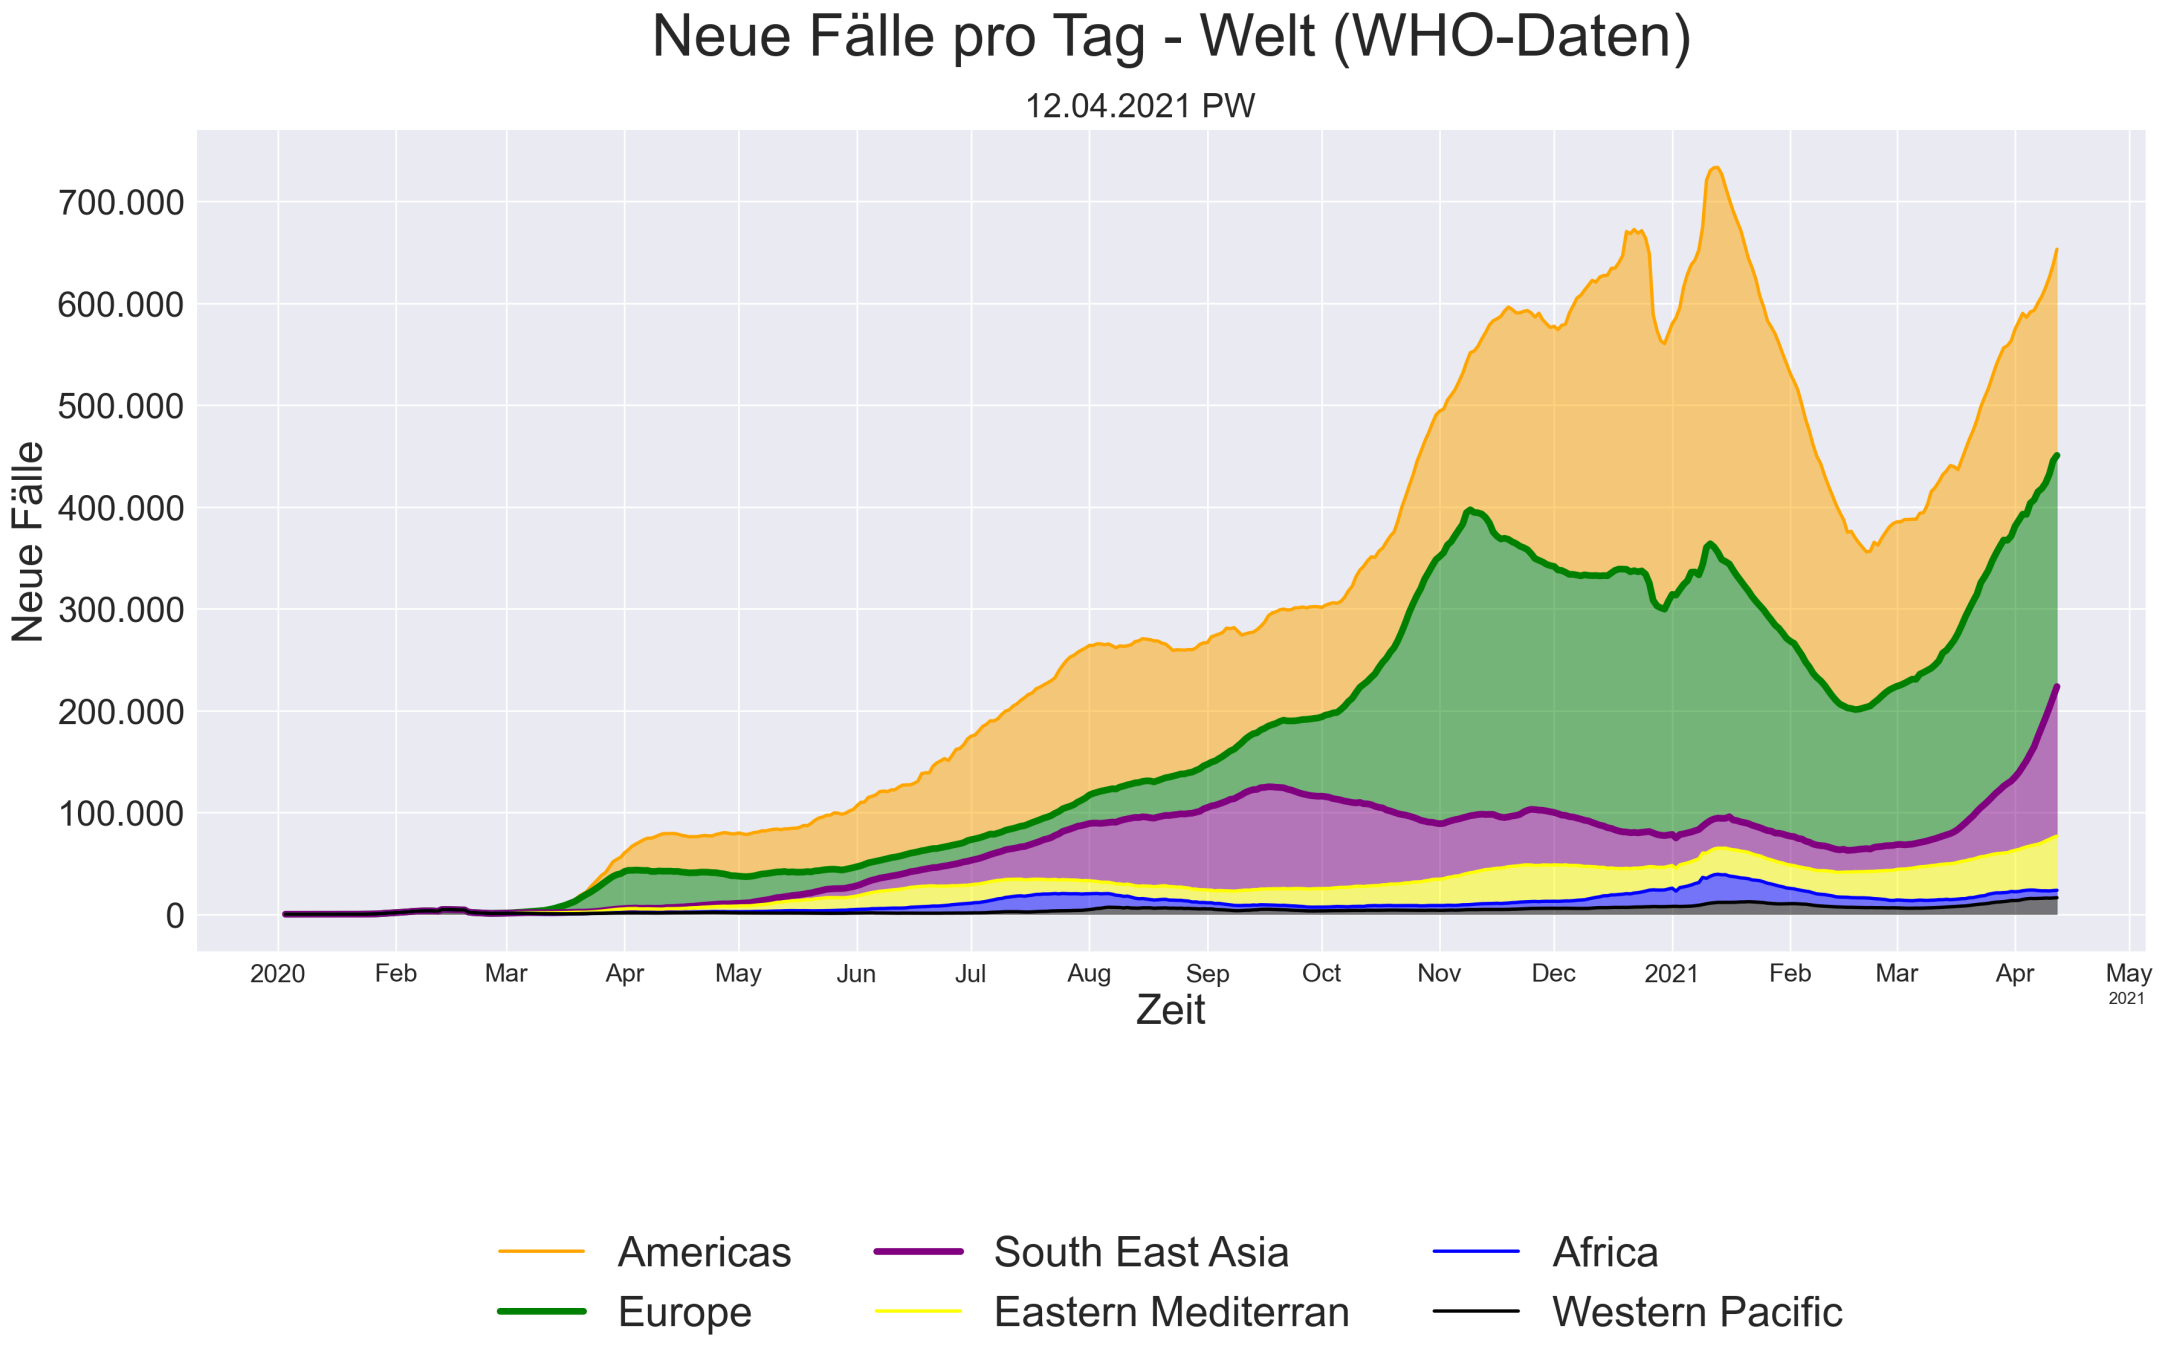 Neue Fälle pro Tag - Welt (WHO-Daten)
12.04.2021 PW
Neue Fälle
700.000
600.000
500.000
400.000
300.000
200.000
100.000
0
2020 Feb Mar Apr May Jun Jul Aug Sep Oct Nov Dec 2021 Feb Mar Apr May
2021
Zeit
Americas South East Asia Africa
Europe Eastern Mediterran Western Pacific